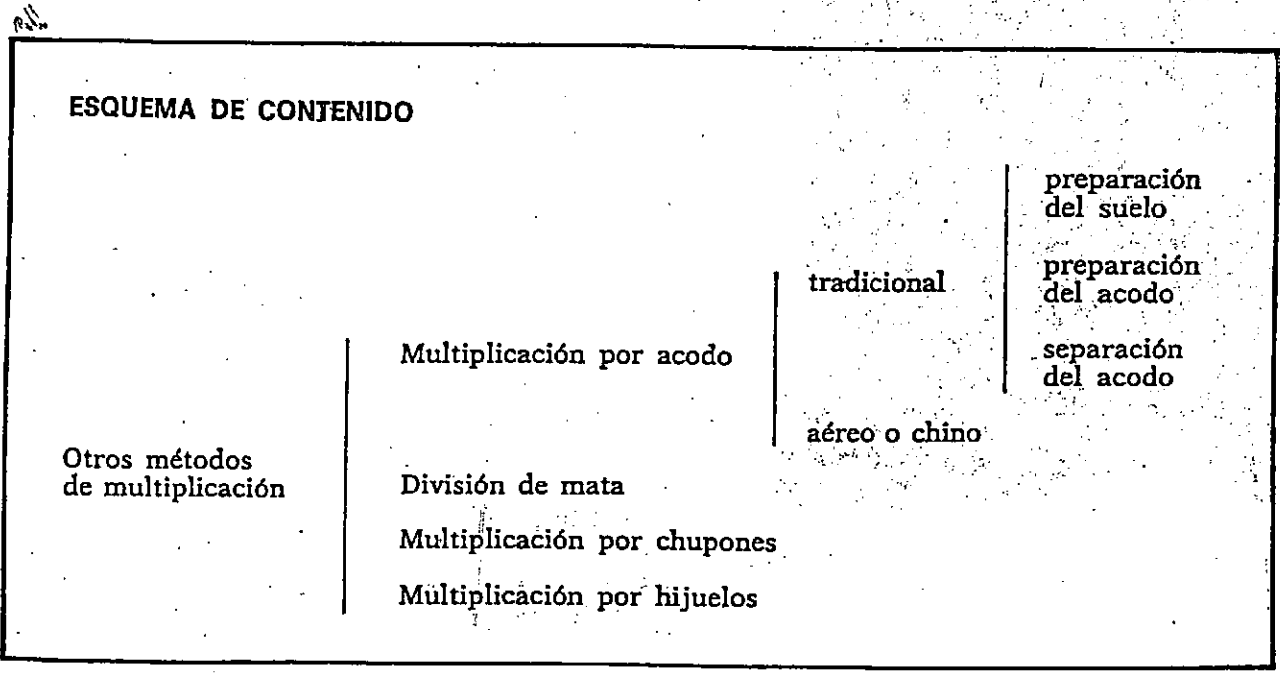 ESQUEMA DE CONTENIDO
Otros métodos
de multiplicación
Multiplicación por acodo
tradicional
preparación
del suelo
preparación
del acodo
separación
del acodo
aéreo o chino
División de mata
Multiplicación por chupones
Multiplicación por hijuelos